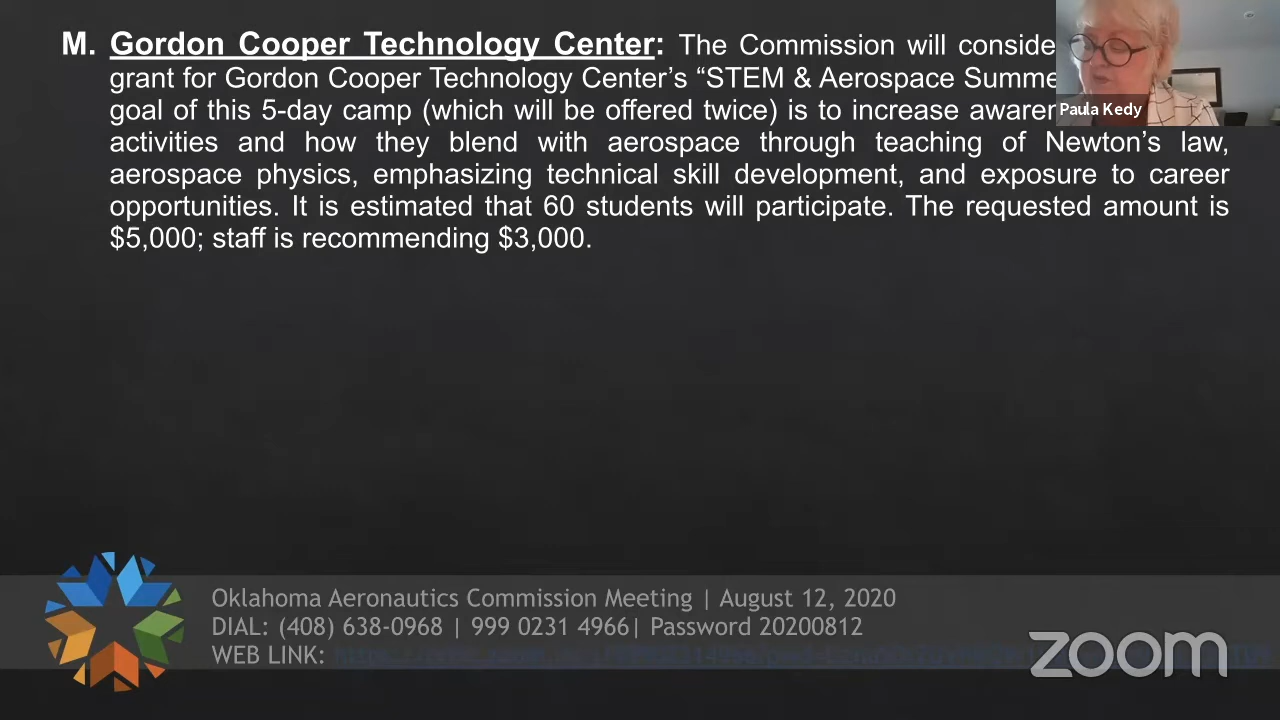 M. Gordon Cooper Technology Center: The Commission will conside
grant for Gordon Cooper Technology Center's “STEM & Aerospace Summe
goal of this 5-day camp (which will be offered twice) is to increase awaren
activities and how they blend with aerospace through teaching of Newton's law,
aerospace physics, emphasizing technical skill development, and exposure to career
opportunities. It is estimated that 60 students will participate. The requested amount is
$5,000; staff is recommending $3,000.
Paula Kedy
Oklahoma Aeronautics Commission Meeting | August 12, 2020
DIAL: (408) 638-0968 | 999 0231 4966| Password 20200812
WEB LINK:
zoom